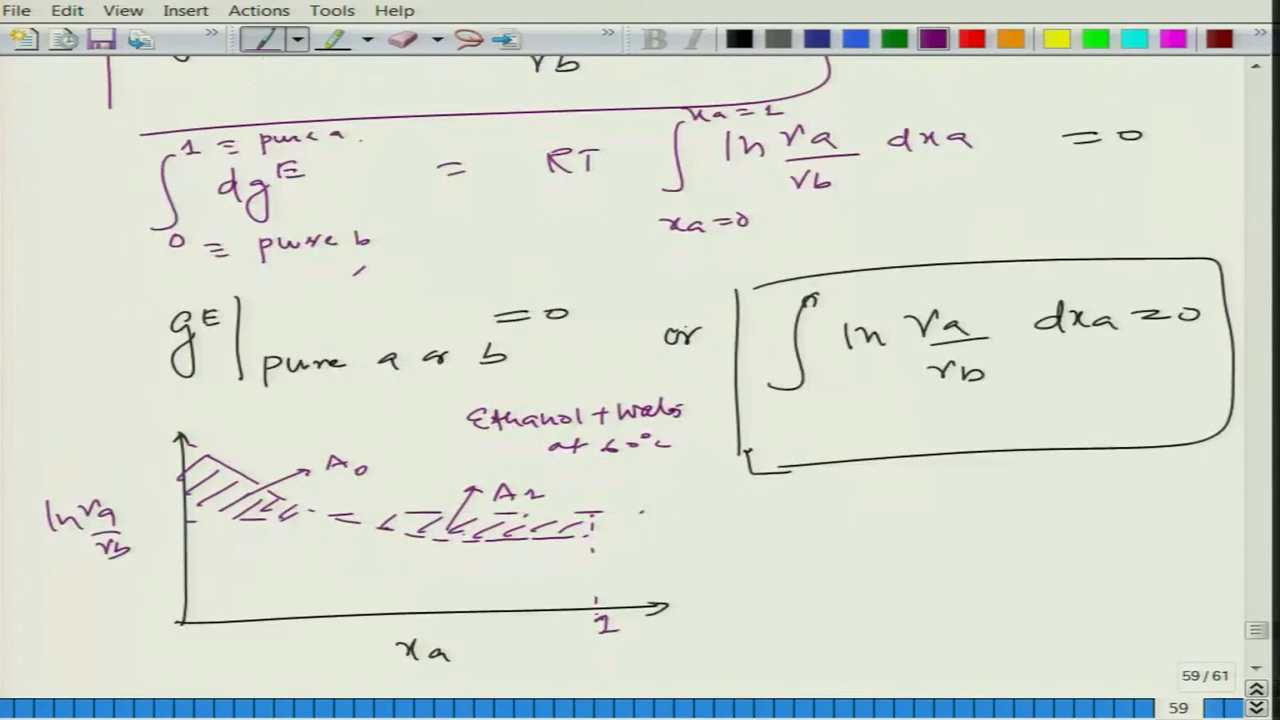 File Edit View Insert Actions Tools Help
B I
γb
∫ 1 ≡ pure a. 0 ≡ pure b dg^E = RT ∫ xa=1 xa=0 ln γa/γb dxa = 0
g^E | pure a or b = 0 or ∫ ln γa/γb dxa = 0
Ethanol + Water
at 60°C
A0
A1
ln γa/γb
1
xa
59 / 61
59